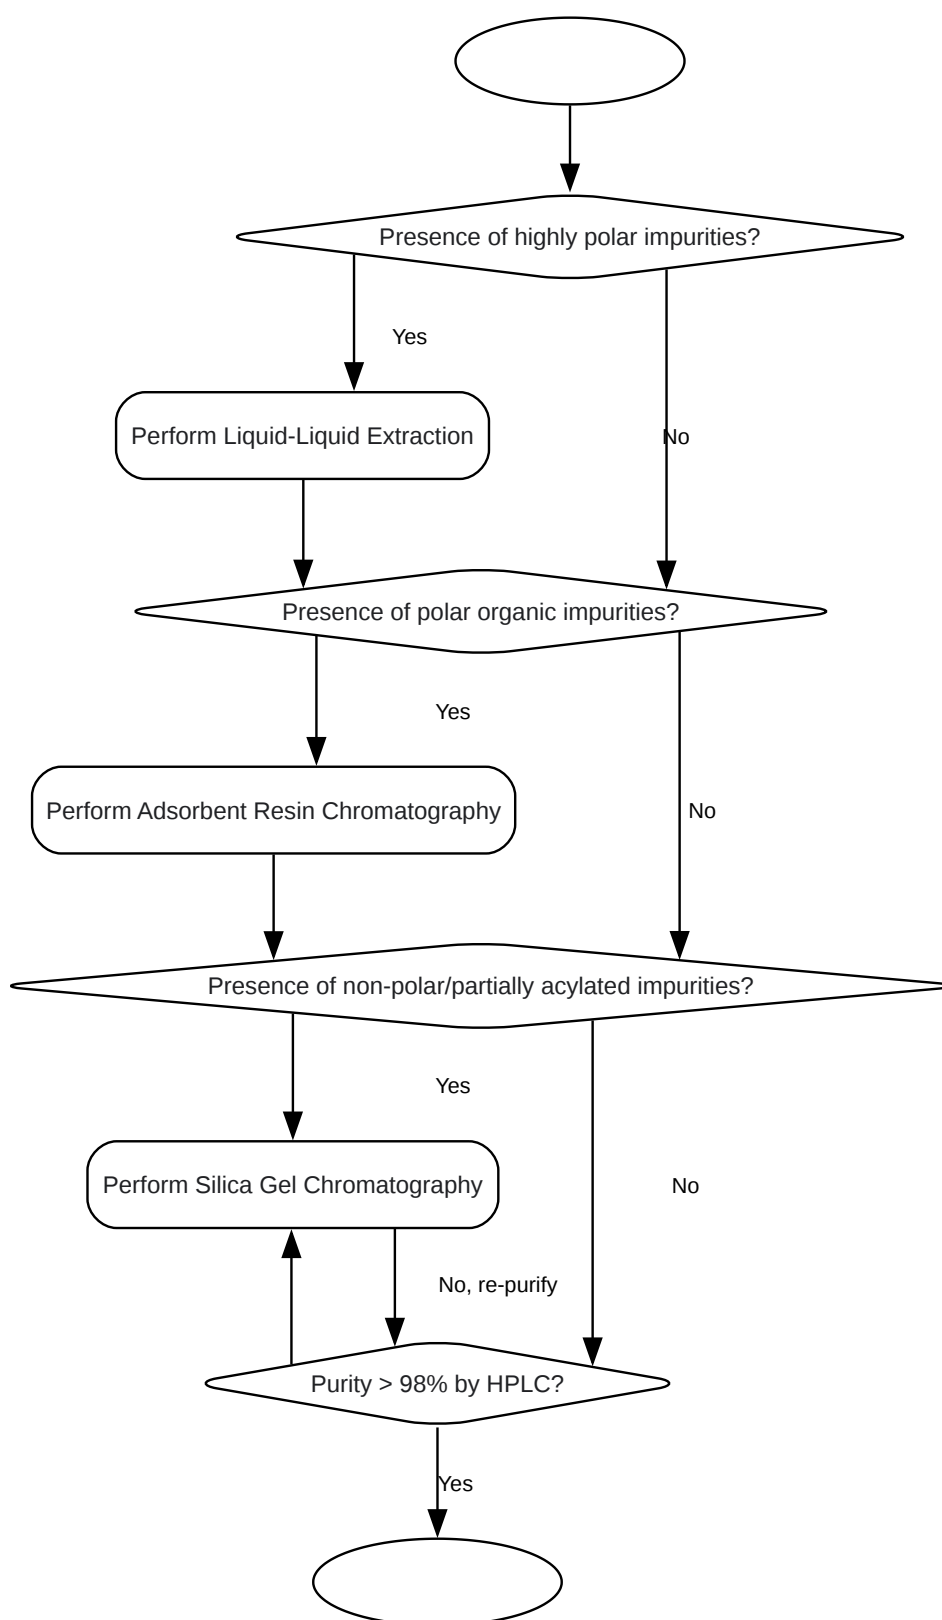 Presence of highly polar impurities?
Yes
Perform Liquid-Liquid Extraction
No
Presence of polar organic impurities?
Yes
Perform Adsorbent Resin Chromatography
No
Presence of non-polar/partially acylated impurities?
Yes
Perform Silica Gel Chromatography
No
No, re-purify
Purity > 98% by HPLC?
Yes